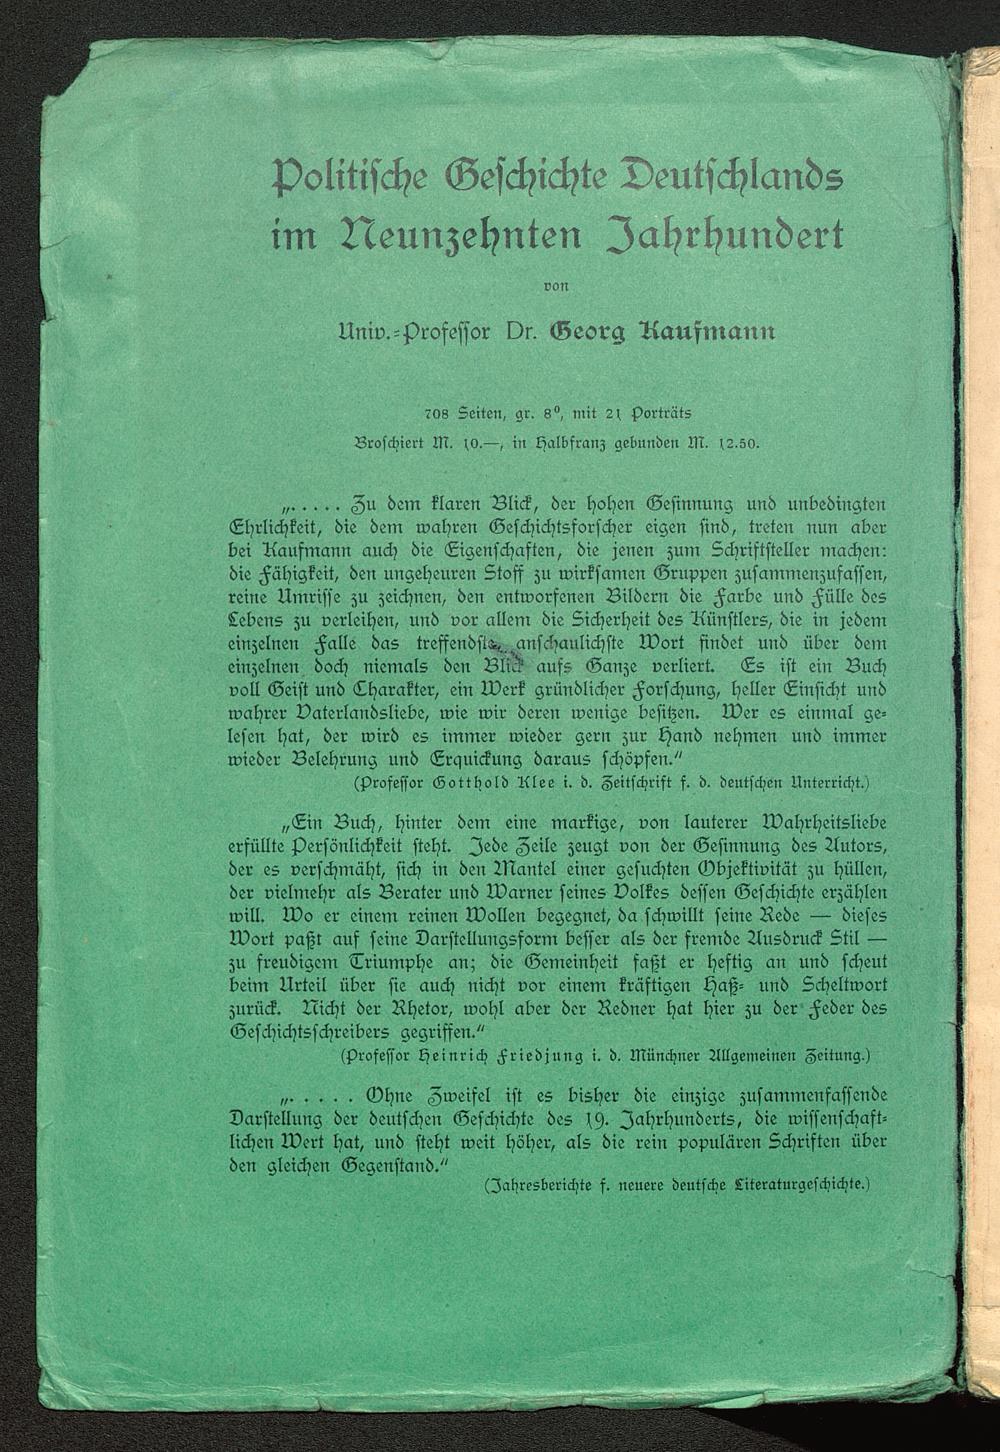 Politische Geschichte Deutschlands
im Neunzehnten Jahrhundert
von
Univ.=Professor Dr. Georg Kaufmann
708 Seiten, gr. 8⁰, mit 21 Porträts
Broschiert M. 10.—, in Halbfranz gebunden M. 12.50.
„..... Zu dem klaren Blick, der hohen Gesinnung und unbedingten
Ehrlichkeit, die dem wahren Geschichtsforscher eigen sind, treten nun aber
bei Kaufmann auch die Eigenschaften, die jenen zum Schriftsteller machen:
die Fähigkeit, den ungeheuren Stoff zu wirksamen Gruppen zusammenzufassen,
reine Umrisse zu zeichnen, den entworfenen Bildern die Farbe und Fülle des
Lebens zu verleihen, und vor allem die Sicherheit des Künstlers, die in jedem
einzelnen Falle das treffendste, anschaulichste Wort findet und über dem
einzelnen doch niemals den Blick aufs Ganze verliert. Es ist ein Buch
voll Geist und Charakter, ein Werk gründlicher Forschung, heller Einsicht und
wahrer Vaterlandsliebe, wie wir deren wenige besitzen. Wer es einmal ge=
lesen hat, der wird es immer wieder gern zur Hand nehmen und immer
wieder Belehrung und Erquickung daraus schöpfen.“
(Professor Gotthold Klee i. d. Zeitschrift f. d. deutschen Unterricht.)
„Ein Buch, hinter dem eine markige, von lauterer Wahrheitsliebe
erfüllte Persönlichkeit steht. Jede Zeile zeugt von der Gesinnung des Autors,
der es verschmäht, sich in den Mantel einer gesuchten Objektivität zu hüllen,
der vielmehr als Berater und Warner seines Volkes dessen Geschichte erzählen
will. Wo er einem reinen Wollen begegnet, da schwillt seine Rede — dieses
Wort paßt auf seine Darstellungsform besser als der fremde Ausdruck Stil —
zu freudigem Triumphe an; die Gemeinheit faßt er heftig an und scheut
beim Urteil über sie auch nicht vor einem kräftigen Haß= und Scheltwort
zurück. Nicht der Rhetor, wohl aber der Redner hat hier zu der Feder des
Geschichtsschreibers gegriffen.“
(Professor Heinrich Friedjung i. d. Münchner Allgemeinen Zeitung.)
„..... Ohne Zweifel ist es bisher die einzige zusammenfassende
Darstellung der deutschen Geschichte des 19. Jahrhunderts, die wissenschaft=
lichen Wert hat, und steht weit höher, als die rein populären Schriften über
den gleichen Gegenstand.“
(Jahresberichte f. neuere deutsche Literaturgeschichte.)